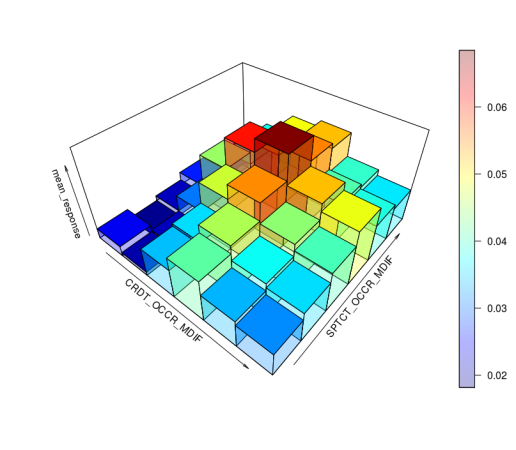 mean_response
CRDT_OCCR_MDIF
SPTCT_OCCR_MDIF
0.06
0.05
0.04
0.03
0.02